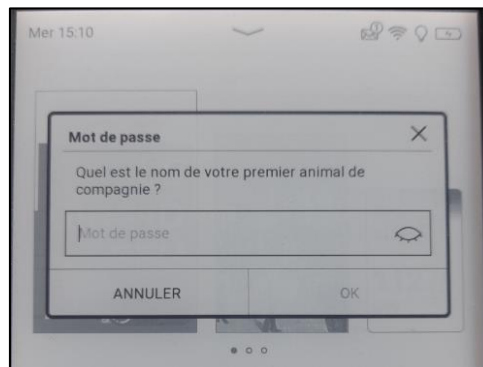 Mer 15:10
Mot de passe
Quel est le nom de votre premier animal de
compagnie ?
Mot de passe
ANNULER
OK